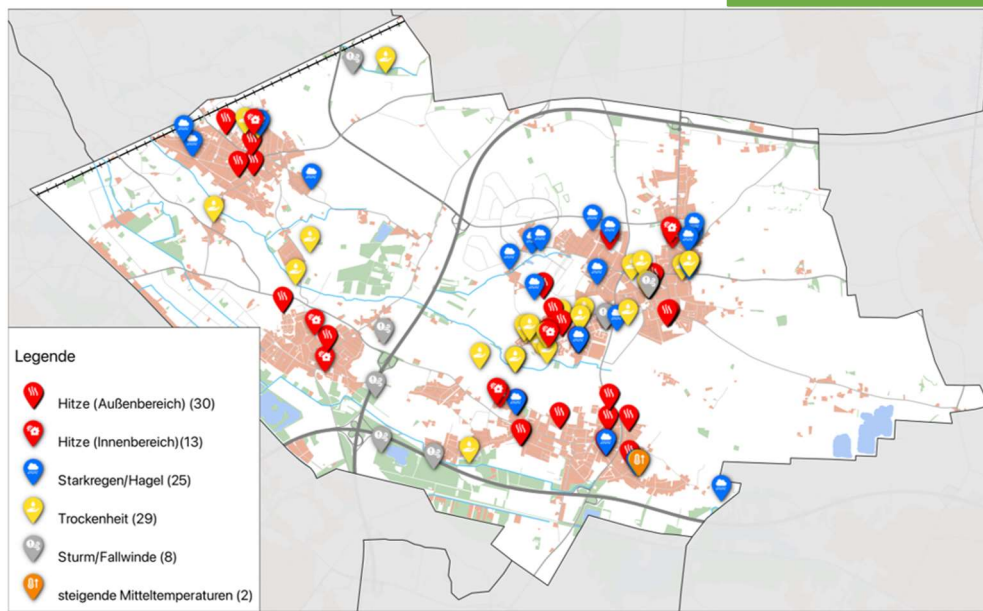 Legende
Hitze (Außenbereich) (30)
Hitze (Innenbereich)(13)
Starkregen/Hagel (25)
Trockenheit (29)
Sturm/Fallwinde (8)
steigende Mitteltemperaturen (2)